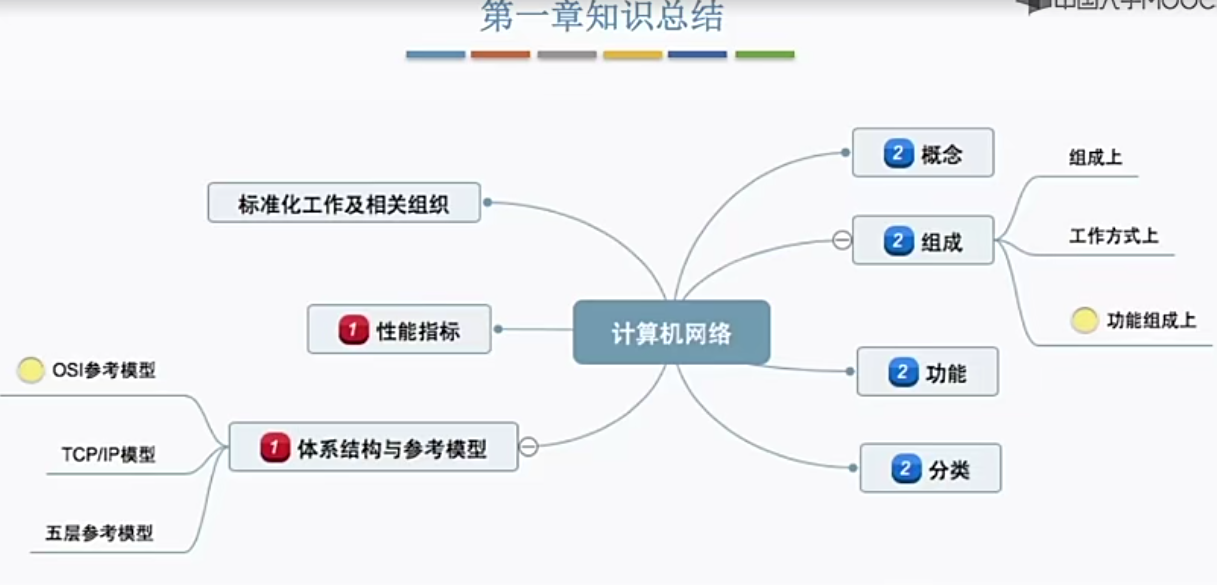 第一章知识总结
中国大学MOOC
2 概念
组成上
标准化工作及相关组织
2 组成
工作方式上
1 性能指标
计算机网络
功能组成上
OSI参考模型
2 功能
1 体系结构与参考模型
TCP/IP模型
2 分类
五层参考模型